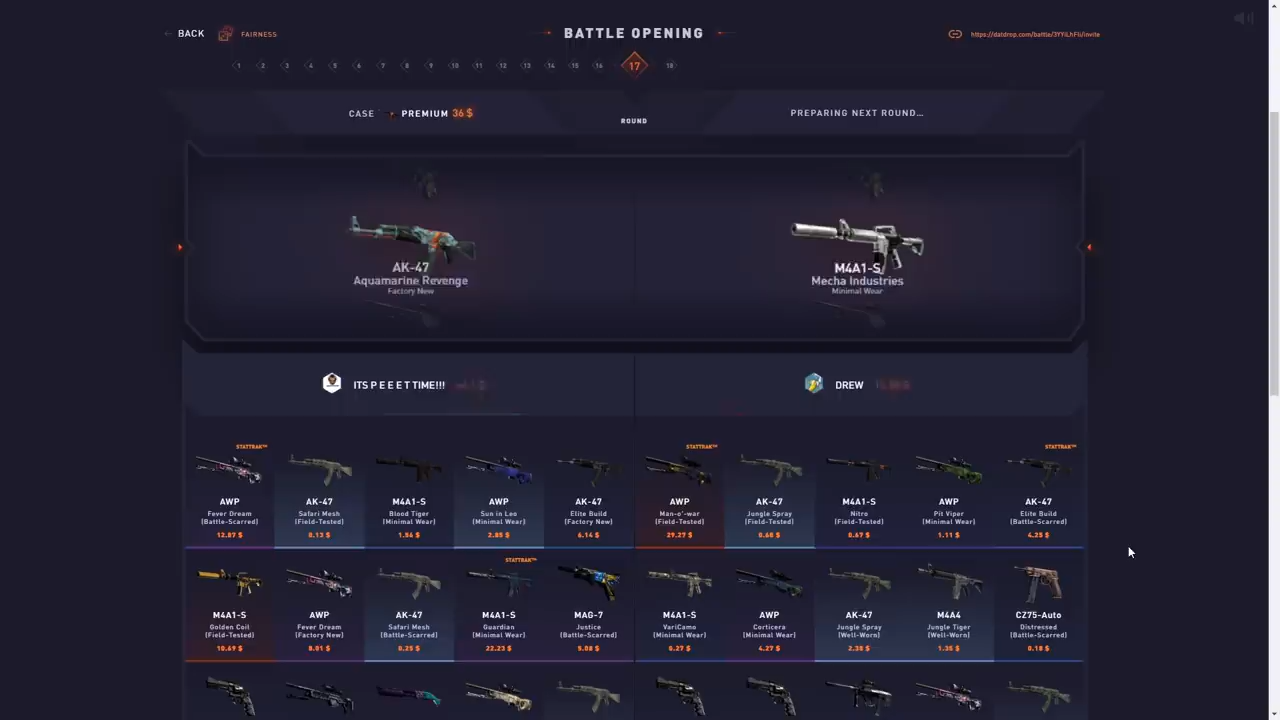 BACK
FAIRNESS
BATTLE OPENING
https://datdrop.com/battle/3YYiLhFii/invite
1 2 3 4 5 6 7 8 9 10 11 12 13 14 15 16 17 18
CASE PREMIUM 36 $
ROUND
PREPARING NEXT ROUND...
AK-47
Aquamarine Revenge
Factory New
M4A1-S
Mecha Industries
Minimal Wear
ITS P E E E T TIME!!!
DREW
STATTRAK™ STATTRAK™ STATTRAK™
AWP AK-47 M4A1-S AWP AK-47 AWP AK-47 M4A1-S AWP AK-47
Fever Dream Safari Mesh Blood Tiger Sun in Leo Elite Build Man-o'-war Jungle Spray Nitro Pit Viper Elite Build
(Battle-Scarred) (Field-Tested) (Minimal Wear) (Minimal Wear) (Factory New) (Field-Tested) (Field-Tested) (Field-Tested) (Minimal Wear) (Battle-Scarred)
12.87 $ 0.13 $ 1.56 $ 2.85 $ 6.14 $ 29.27 $ 0.60 $ 0.67 $ 1.11 $ 4.25 $
STATTRAK™
M4A1-S AWP AK-47 M4A1-S MAG-7 M4A1-S AWP AK-47 M4A4 CZ75-Auto
Golden Coil Fever Dream Safari Mesh Guardian Justice VariCamo Corticera Jungle Spray Jungle Tiger Distressed
(Field-Tested) (Factory New) (Battle-Scarred) (Minimal Wear) (Battle-Scarred) (Minimal Wear) (Minimal Wear) (Well-Worn) (Well-Worn) (Battle-Scarred)
10.69 $ 8.01 $ 0.25 $ 22.23 $ 5.08 $ 0.27 $ 4.27 $ 2.38 $ 1.35 $ 0.18 $